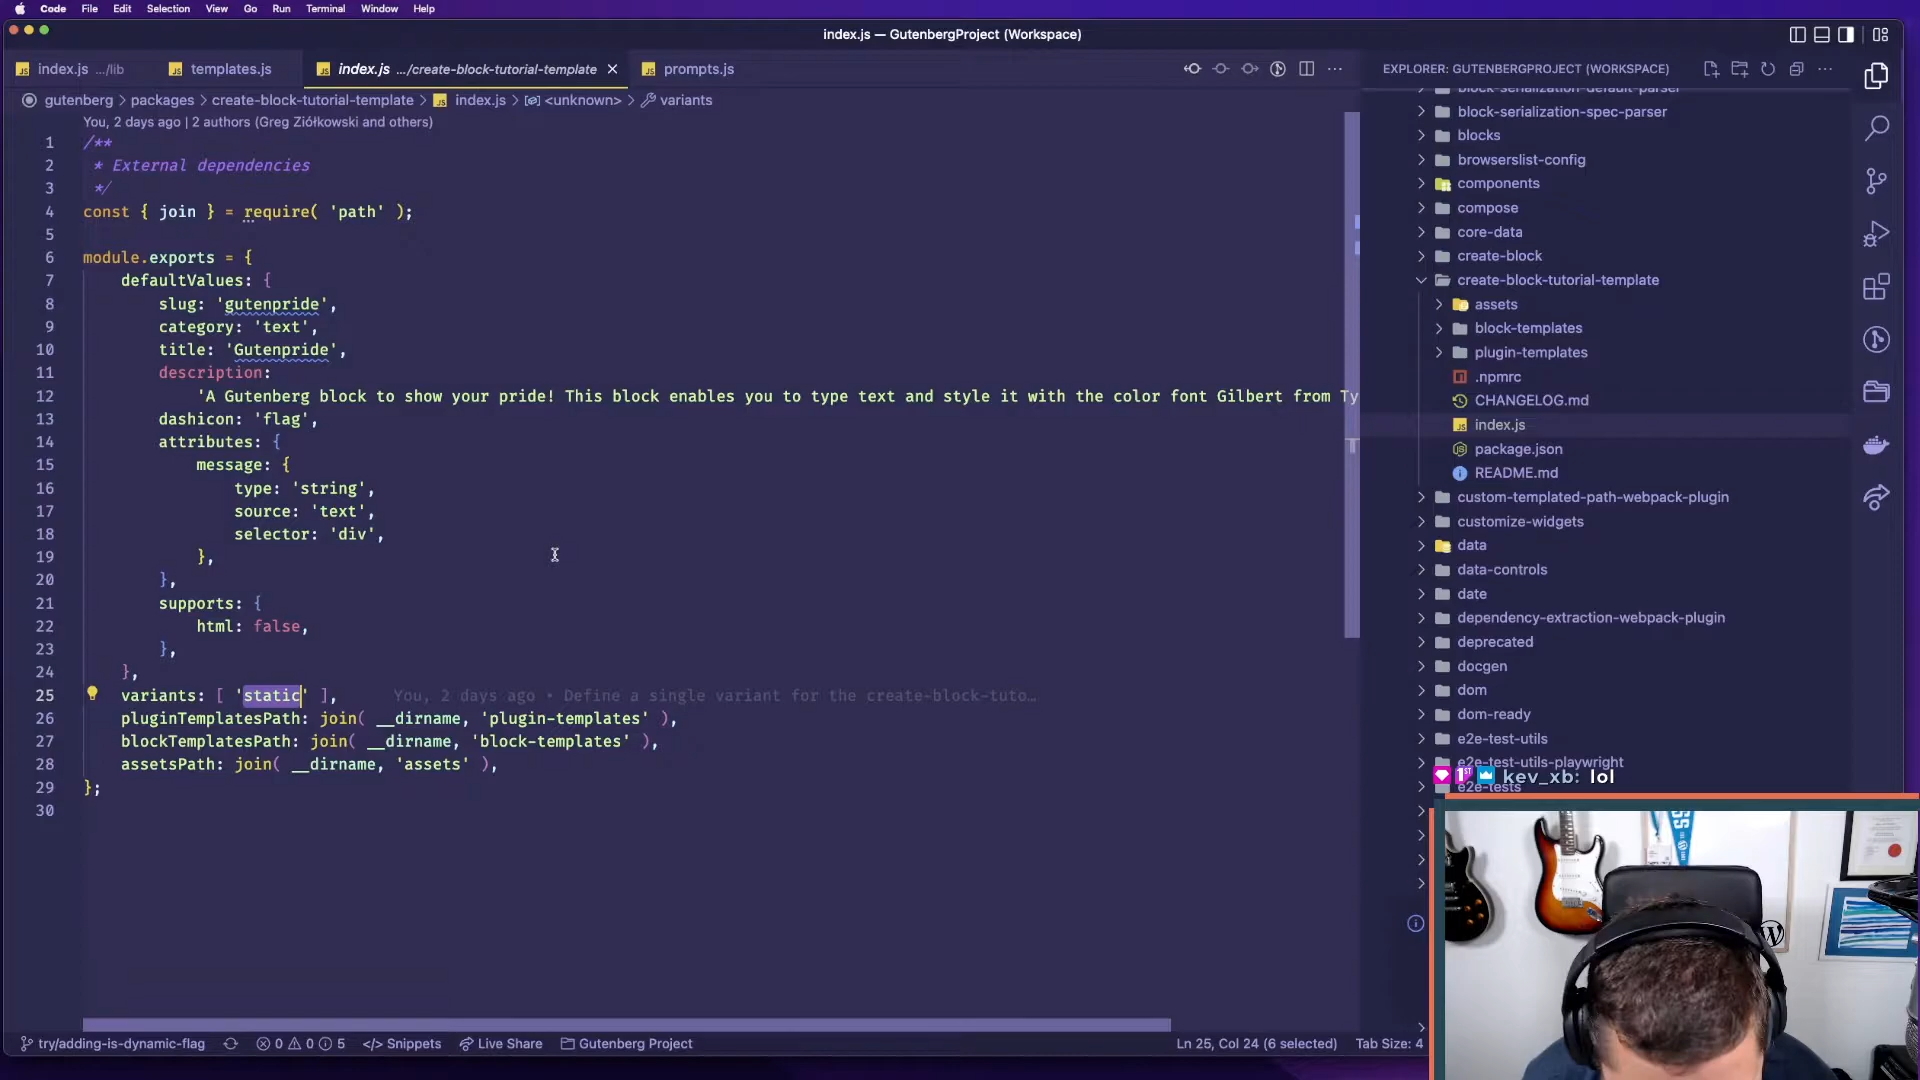 Code File Edit Selection View Go Run Terminal Window Help
index.js — GutenbergProject (Workspace)
index.js .../lib
templates.js
index.js .../create-block-tutorial-template
prompts.js
gutenberg > packages > create-block-tutorial-template > index.js > <unknown> > variants
You, 2 days ago | 2 authors (Greg Ziółkowski and others)
1 /**
2 * External dependencies
3 */
4 const { join } = require( 'path' );
5
6 module.exports = {
7 defaultValues: {
8 slug: 'gutenpride',
9 category: 'text',
10 title: 'Gutenpride',
11 description:
12 'A Gutenberg block to show your pride! This block enables you to type text and style it with the color font Gilbert from Ty
13 dashicon: 'flag',
14 attributes: {
15 message: {
16 type: 'string',
17 source: 'text',
18 selector: 'div',
19 },
20 },
21 supports: {
22 html: false,
23 },
24 },
25 variants: [ 'static' ], You, 2 days ago • Define a single variant for the create-block-tuto…
26 pluginTemplatesPath: join( __dirname, 'plugin-templates' ),
27 blockTemplatesPath: join( __dirname, 'block-templates' ),
28 assetsPath: join( __dirname, 'assets' ),
29 };
30
EXPLORER: GUTENBERGPROJECT (WORKSPACE)
block-serialization-default-parser
block-serialization-spec-parser
blocks
browserslist-config
components
compose
core-data
create-block
create-block-tutorial-template
assets
block-templates
plugin-templates
.npmrc
CHANGELOG.md
index.js
package.json
README.md
custom-templated-path-webpack-plugin
customize-widgets
data
data-controls
date
dependency-extraction-webpack-plugin
deprecated
docgen
dom
dom-ready
e2e-test-utils
e2e-test-utils-playwright
e2e-tests
1ST kev_xb: lol
try/adding-is-dynamic-flag 0 0 5 </> Snippets Live Share Gutenberg Project Ln 25, Col 24 (6 selected) Tab Size: 4